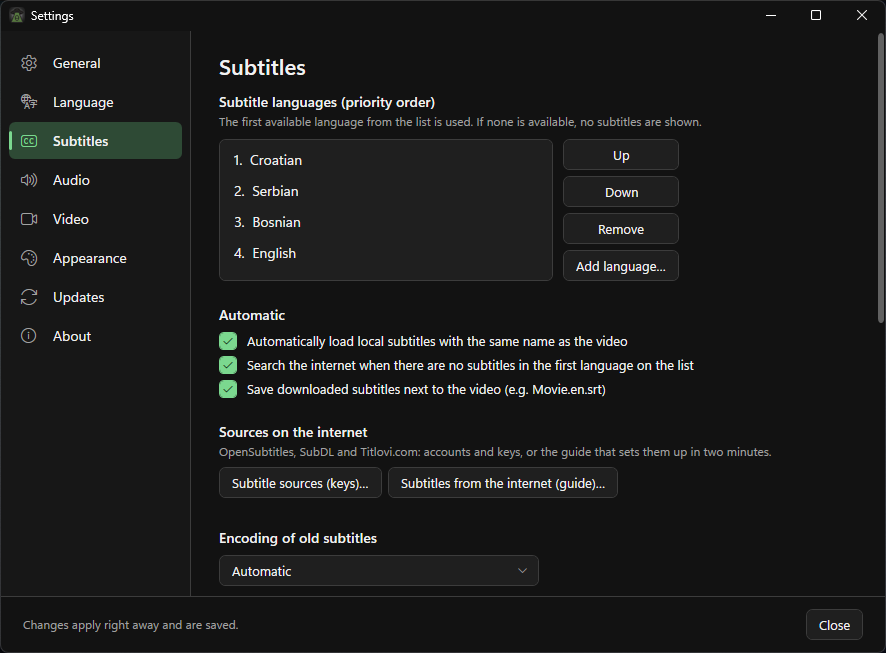 Settings
General
Language
Subtitles
Audio
Video
Appearance
Updates
About
Subtitles
Subtitle languages (priority order)
The first available language from the list is used. If none is available, no subtitles are shown.
1. Croatian
2. Serbian
3. Bosnian
4. English
Up
Down
Remove
Add language...
Automatic
Automatically load local subtitles with the same name as the video
Search the internet when there are no subtitles in the first language on the list
Save downloaded subtitles next to the video (e.g. Movie.en.srt)
Sources on the internet
OpenSubtitles, SubDL and Titlovi.com: accounts and keys, or the guide that sets them up in two minutes.
Subtitle sources (keys)...
Subtitles from the internet (guide)...
Encoding of old subtitles
Automatic
Changes apply right away and are saved.
Close